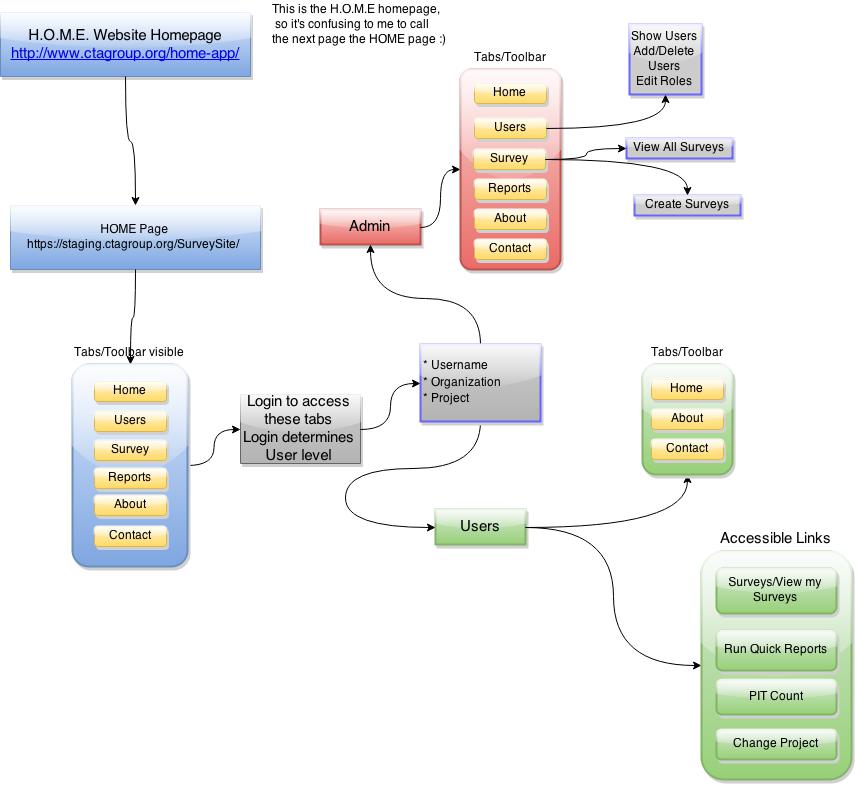 H.O.M.E. Website Homepage
http://www.ctagroup.org/home-app/
This is the H.O.M.E homepage,
so it's confusing to me to call
the next page the HOME page :)
HOME Page
https://staging.ctagroup.org/SurveySite/
Tabs/Toolbar visible
Home
Users
Survey
Reports
About
Contact
Login to access
these tabs
Login determines
User level
* Username
* Organization
* Project
Admin
Tabs/Toolbar
Home
Users
Survey
Reports
About
Contact
Show Users
Add/Delete
Users
Edit Roles
View All Surveys
Create Surveys
Users
Tabs/Toolbar
Home
About
Contact
Accessible Links
Surveys/View my
Surveys
Run Quick Reports
PIT Count
Change Project